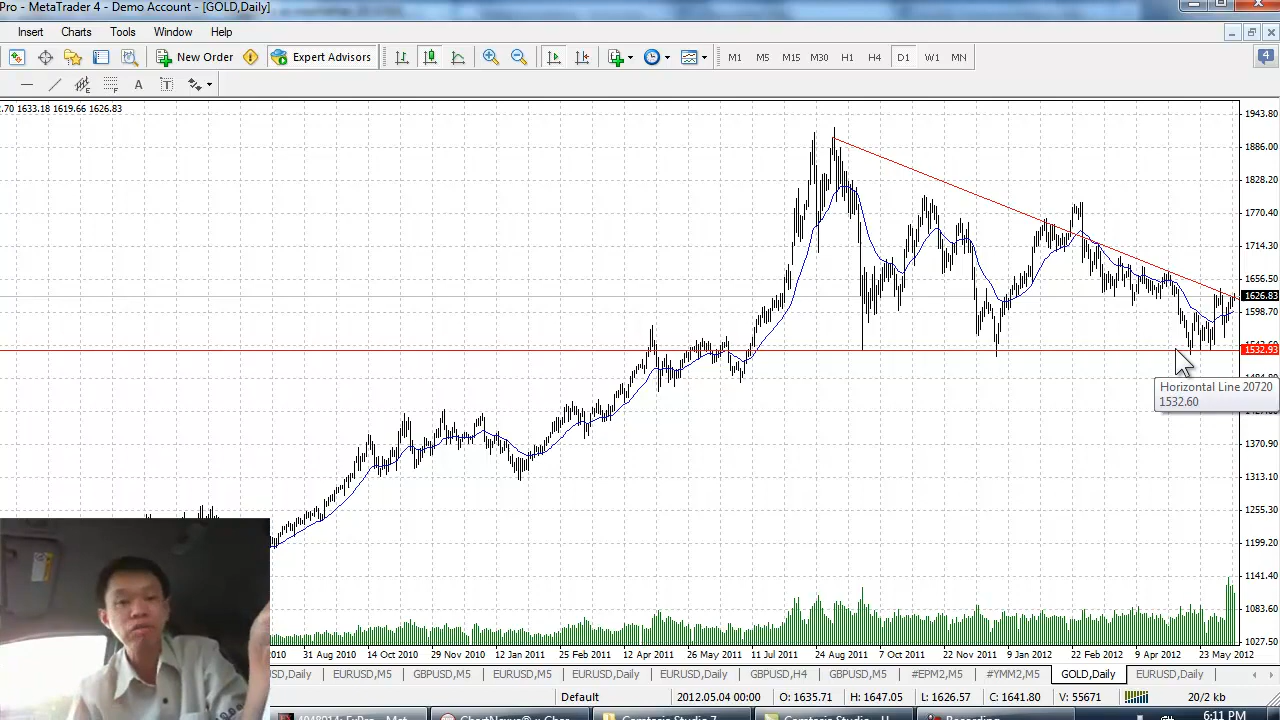 Pro - MetaTrader 4 - Demo Account - [GOLD,Daily]
Insert Charts Tools Window Help
New Order Expert Advisors M1 M5 M15 M30 H1 H4 D1 W1 MN 4
A T
.70 1633.18 1619.66 1626.83
1943.80
1886.00
1828.20
1770.40
1714.30
1656.50
1626.83
1598.70
1532.93
Horizontal Line 20720
1532.60
1370.90
1313.10
1255.30
1199.20
1141.40
1083.60
1027.50
2010 31 Aug 2010 14 Oct 2010 29 Nov 2010 12 Jan 2011 25 Feb 2011 12 Apr 2011 26 May 2011 11 Jul 2011 24 Aug 2011 7 Oct 2011 22 Nov 2011 9 Jan 2012 22 Feb 2012 9 Apr 2012 23 May 2012
SD,Daily EURUSD,M5 GBPUSD,M5 EURUSD,M5 EURUSD,Daily EURUSD,M5 GBPUSD,H4 GBPUSD,M5 #EPM2,M5 #YMM2,M5 GOLD,Daily EURUSD,Daily
Default 2012.05.04 00:00 O: 1635.71 H: 1647.05 L: 1626.57 C: 1641.80 V: 55671 20/2 kb
6:11 PM